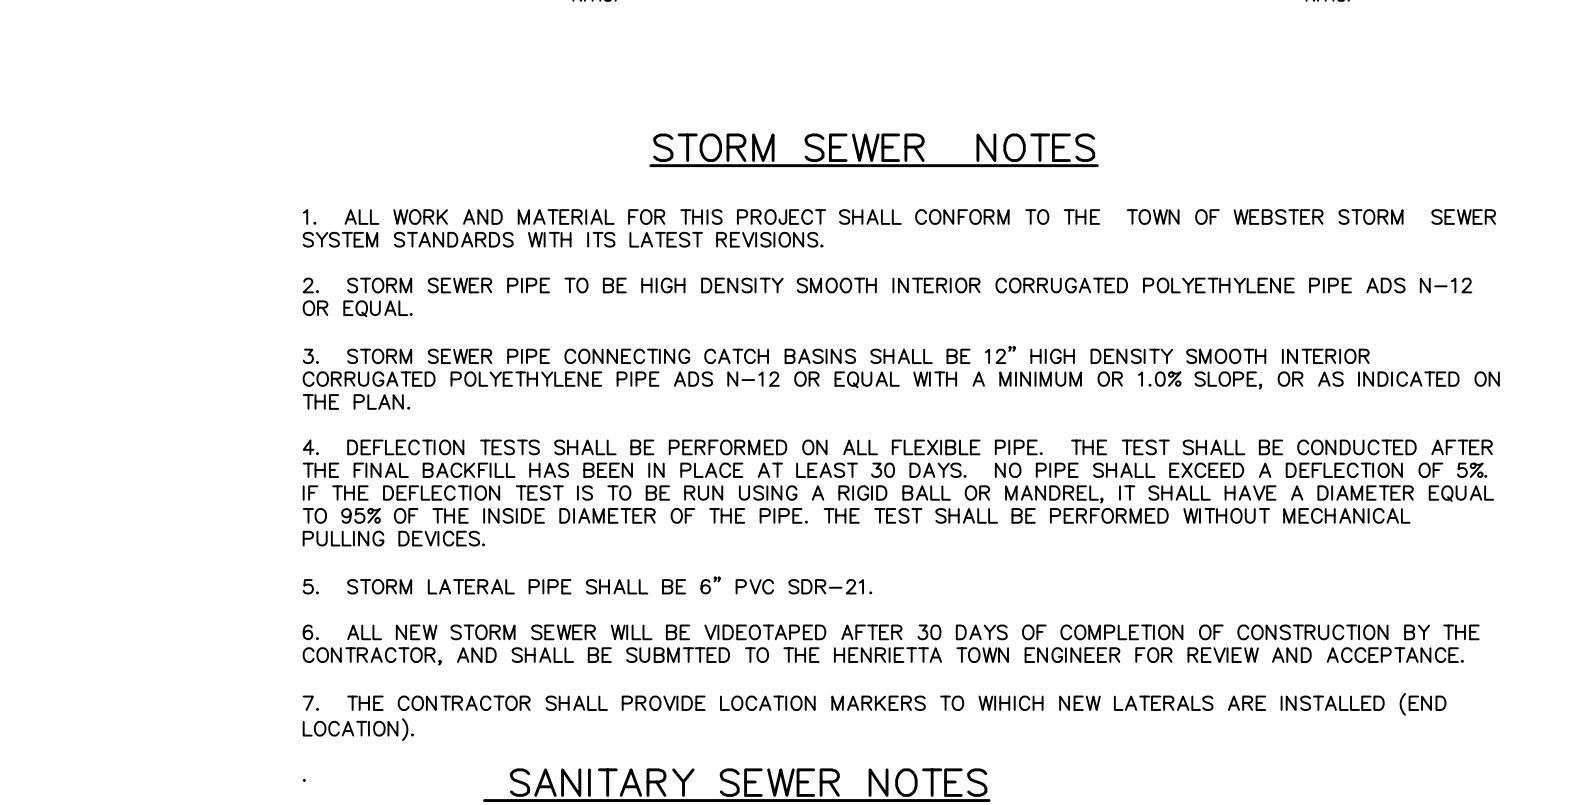 STORM SEWER NOTES
1. ALL WORK AND MATERIAL FOR THIS PROJECT SHALL CONFORM TO THE TOWN OF WEBSTER STORM SEWER
SYSTEM STANDARDS WITH ITS LATEST REVISIONS.
2. STORM SEWER PIPE TO BE HIGH DENSITY SMOOTH INTERIOR CORRUGATED POLYETHYLENE PIPE ADS N-12
OR EQUAL.
3. STORM SEWER PIPE CONNECTING CATCH BASINS SHALL BE 12" HIGH DENSITY SMOOTH INTERIOR
CORRUGATED POLYETHYLENE PIPE ADS N-12 OR EQUAL WITH A MINIMUM OR 1.0% SLOPE, OR AS INDICATED ON
THE PLAN.
4. DEFLECTION TESTS SHALL BE PERFORMED ON ALL FLEXIBLE PIPE. THE TEST SHALL BE CONDUCTED AFTER
THE FINAL BACKFILL HAS BEEN IN PLACE AT LEAST 30 DAYS. NO PIPE SHALL EXCEED A DEFLECTION OF 5%.
IF THE DEFLECTION TEST IS TO BE RUN USING A RIGID BALL OR MANDREL, IT SHALL HAVE A DIAMETER EQUAL
TO 95% OF THE INSIDE DIAMETER OF THE PIPE. THE TEST SHALL BE PERFORMED WITHOUT MECHANICAL
PULLING DEVICES.
5. STORM LATERAL PIPE SHALL BE 6" PVC SDR-21.
6. ALL NEW STORM SEWER WILL BE VIDEOTAPED AFTER 30 DAYS OF COMPLETION OF CONSTRUCTION BY THE
CONTRACTOR, AND SHALL BE SUBMTTED TO THE HENRIETTA TOWN ENGINEER FOR REVIEW AND ACCEPTANCE.
7. THE CONTRACTOR SHALL PROVIDE LOCATION MARKERS TO WHICH NEW LATERALS ARE INSTALLED (END
LOCATION).
.
SANITARY SEWER NOTES